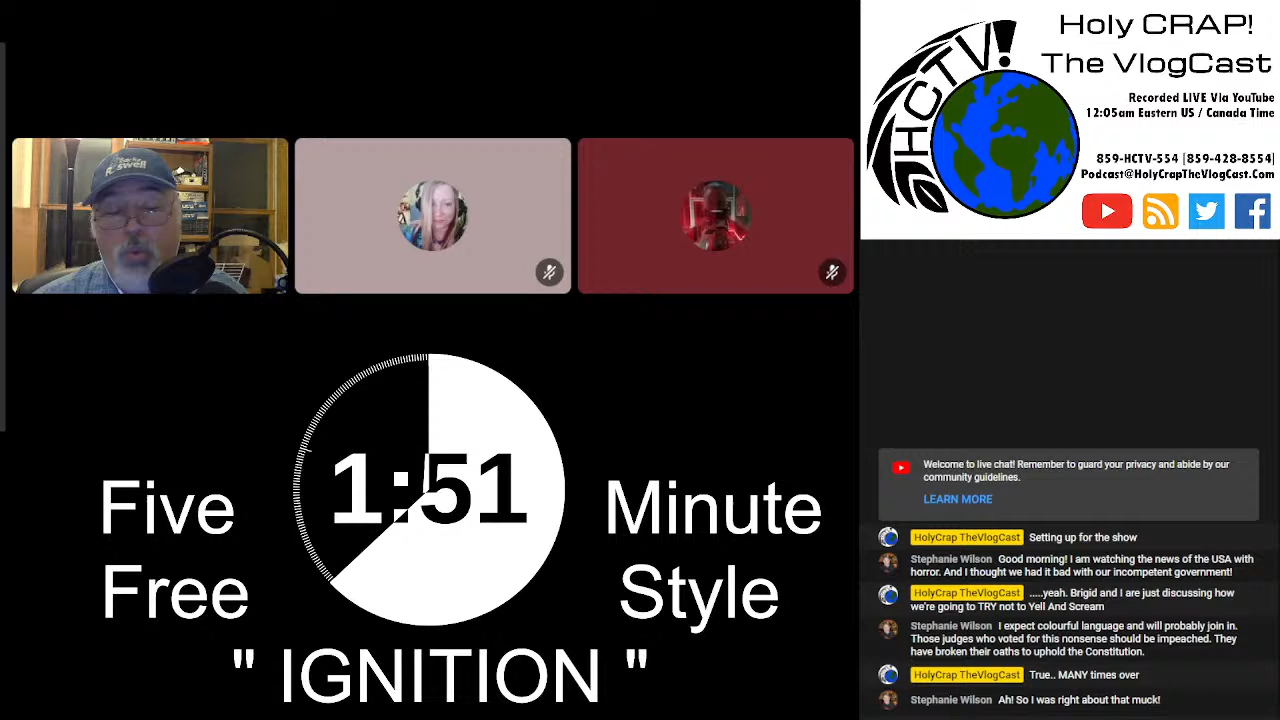 HCTV!
Holy CRAP!
The VlogCast
Recorded LIVE Via YouTube
12:05am Eastern US / Canada Time
859-HCTV-554 [859-428-8554]
Podcast@HolyCrapTheVlogCast.Com
Roswell
1:51
Five Minute
Free Style
" IGNITION "
Welcome to live chat! Remember to guard your privacy and abide by our
community guidelines.
LEARN MORE
HolyCrap TheVlogCast Setting up for the show
Stephanie Wilson Good morning! I am watching the news of the USA with
horror. And I thought we had it bad with our incompetent government!
HolyCrap TheVlogCast .....yeah. Brigid and I are just discussing how
we're going to TRY not to Yell And Scream
Stephanie Wilson I expect colourful language and will probably join in.
Those judges who voted for this nonsense should be impeached. They
have broken their oaths to uphold the Constitution.
HolyCrap TheVlogCast True.. MANY times over
Stephanie Wilson Ah! So I was right about that muck!